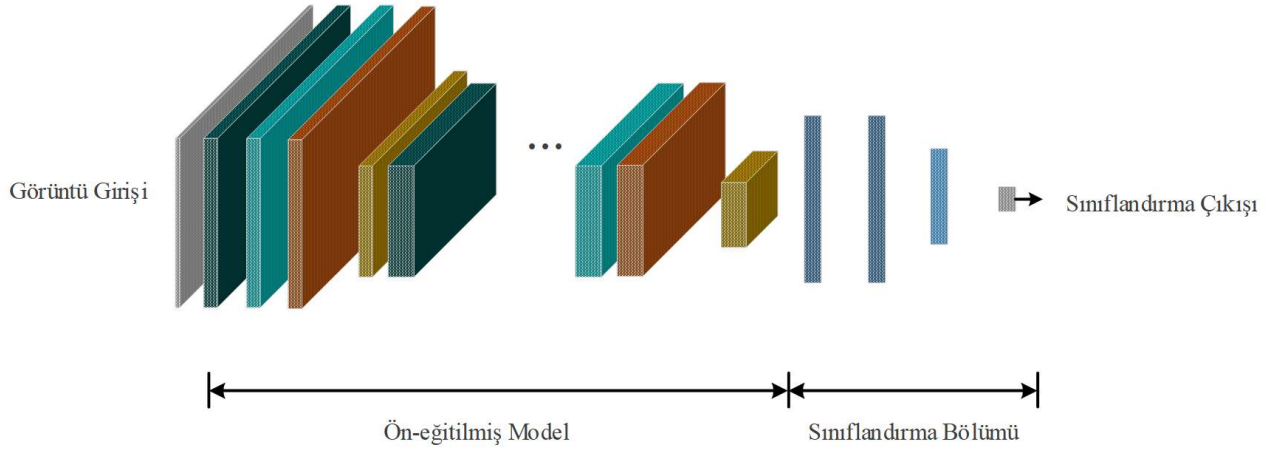 Görüntü Girişi
...
Sınıflandırma Çıkışı
Ön-eğitilmiş Model
Sınıflandırma Bölümü